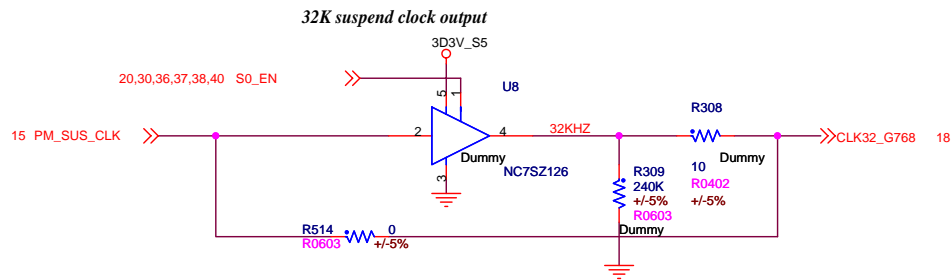 32K suspend clock output
3D3V_S5
20,30,36,37,38,40 S0_EN
U8
5
1
R308
15 PM_SUS_CLK
2
4
32KHZ
CLK32_G768 18
Dummy
Dummy
NC7SZ126
3
R309
240K
+/-5%
R0603
Dummy
10
R0402
+/-5%
R514
0
R0603
+/-5%